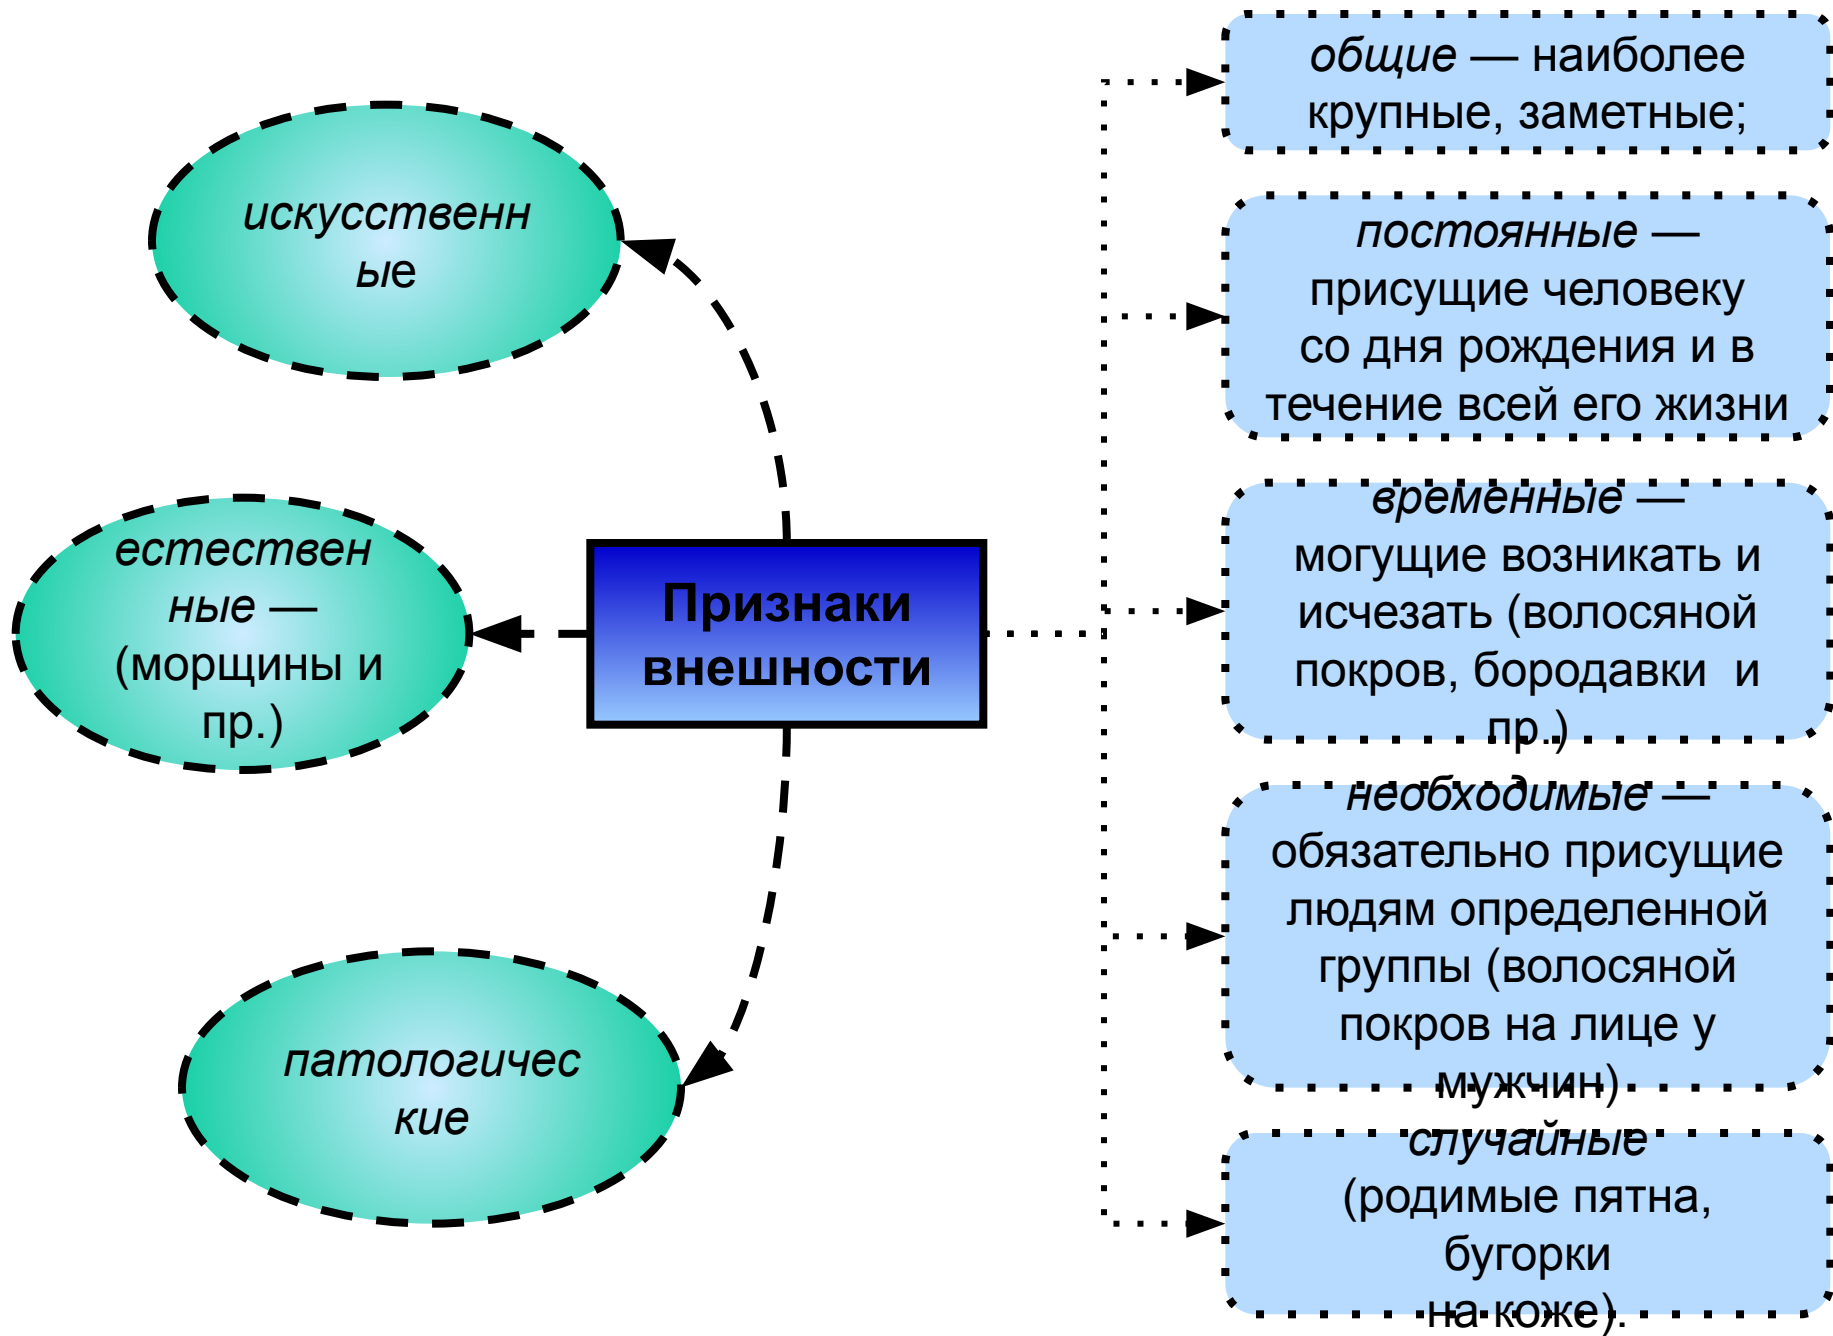 искусственн
ые
естествен
ные —
(морщины и
пр.)
патологичес
кие
Признаки
внешности
общие — наиболее
крупные, заметные;
постоянные —
присущие человеку
со дня рождения и в
течение всей его жизни
временные —
могущие возникать и
исчезать (волосяной
покров, бородавки  и
пр.)
необходимые —
обязательно присущие
людям определенной
группы (волосяной
покров на лице у
мужчин)
случайные
(родимые пятна,
бугорки
на коже).